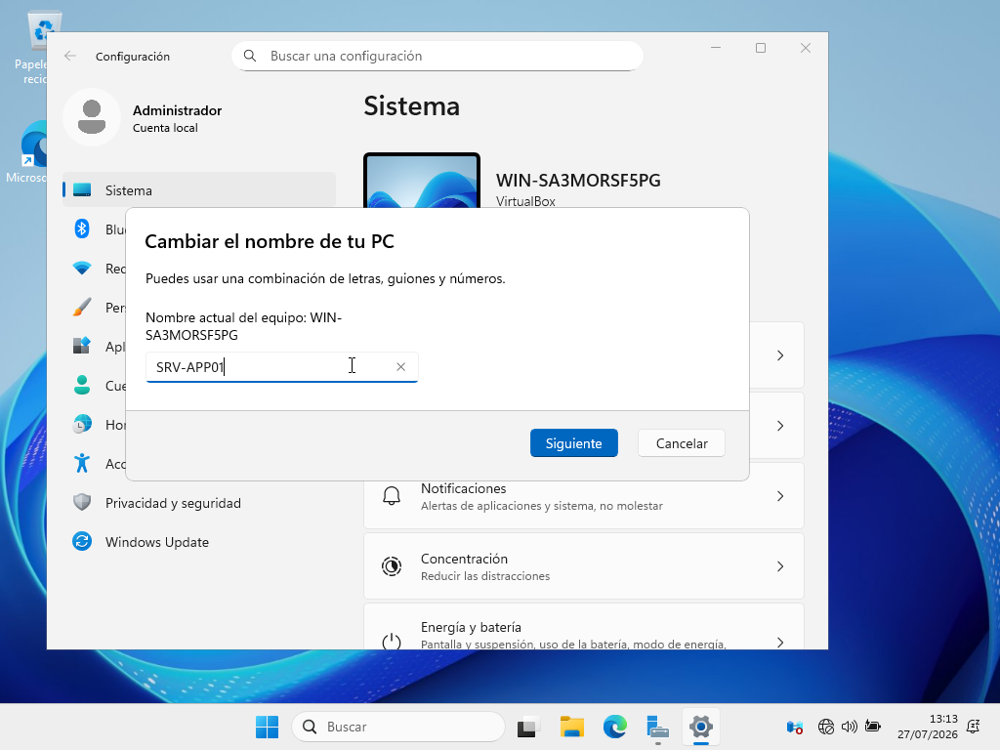 Papele
recic
Microso
Configuración
Buscar una configuración
Administrador
Cuenta local
Sistema
WIN-SA3MORSF5PG
VirtualBox
Sistema
Blu
Rec
Pers
Apl
Cue
Hor
Acc
Privacidad y seguridad
Windows Update
Cambiar el nombre de tu PC
Puedes usar una combinación de letras, guiones y números.
Nombre actual del equipo: WIN-
SA3MORSF5PG
SRV-APP01
Siguiente
Cancelar
Notificaciones
Alertas de aplicaciones y sistema, no molestar
Concentración
Reducir las distracciones
Energía y batería
Pantalla y suspensión, uso de la batería, modo de energía,
Buscar
13:13
27/07/2026